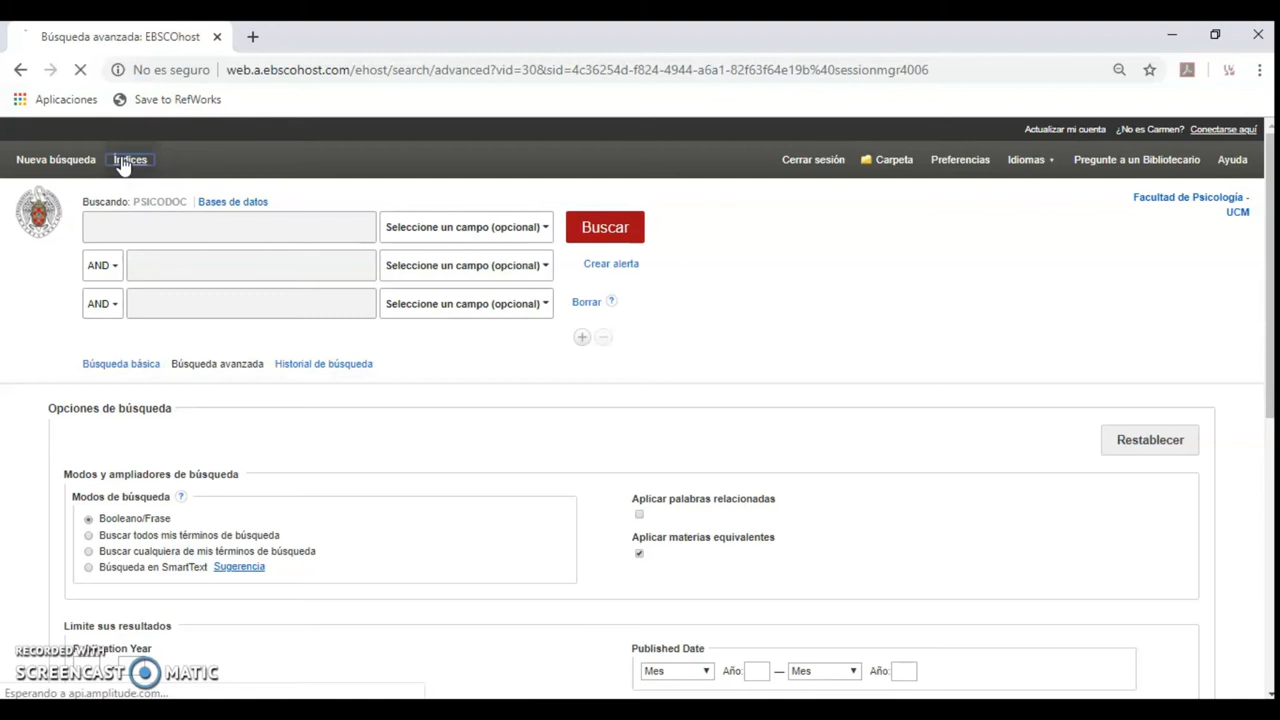 Búsqueda avanzada: EBSCOhost
No es seguro web.a.ebscohost.com/ehost/search/advanced?vid=30&sid=4c36254d-f824-4944-a6a1-82f63f64e19b%40sessionmgr4006
Aplicaciones Save to RefWorks
Actualizar mi cuenta ¿No es Carmen? Conectarse aquí
Nueva búsqueda Índices Cerrar sesión Carpeta Preferencias Idiomas Pregunte a un Bibliotecario Ayuda
Buscando: PSICODOC Bases de datos
Facultad de Psicología -
UCM
Seleccione un campo (opcional) Buscar
AND Seleccione un campo (opcional) Crear alerta
AND Seleccione un campo (opcional) Borrar ?
Búsqueda básica Búsqueda avanzada Historial de búsqueda
Opciones de búsqueda
Restablecer
Modos y ampliadores de búsqueda
Modos de búsqueda ?
Booleano/Frase
Buscar todos mis términos de búsqueda
Buscar cualquiera de mis términos de búsqueda
Búsqueda en SmartText Sugerencia
Aplicar palabras relacionadas
Aplicar materias equivalentes
Limite sus resultados
Year
Published Date
Mes Año: — Mes Año:
RECORDED WITH
SCREENCAST MATIC
Esperando a api.amplitude.com...